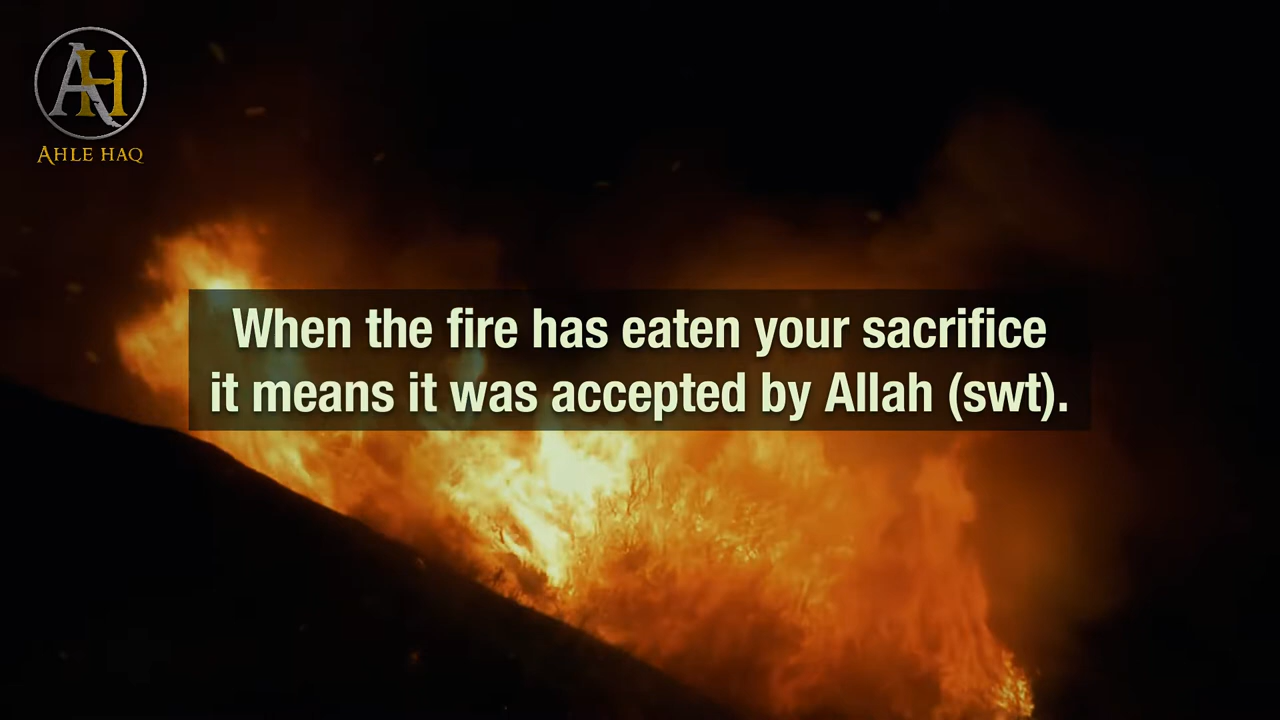 AH
AHLE HAQ
When the fire has eaten your sacrifice
it means it was accepted by Allah (swt).